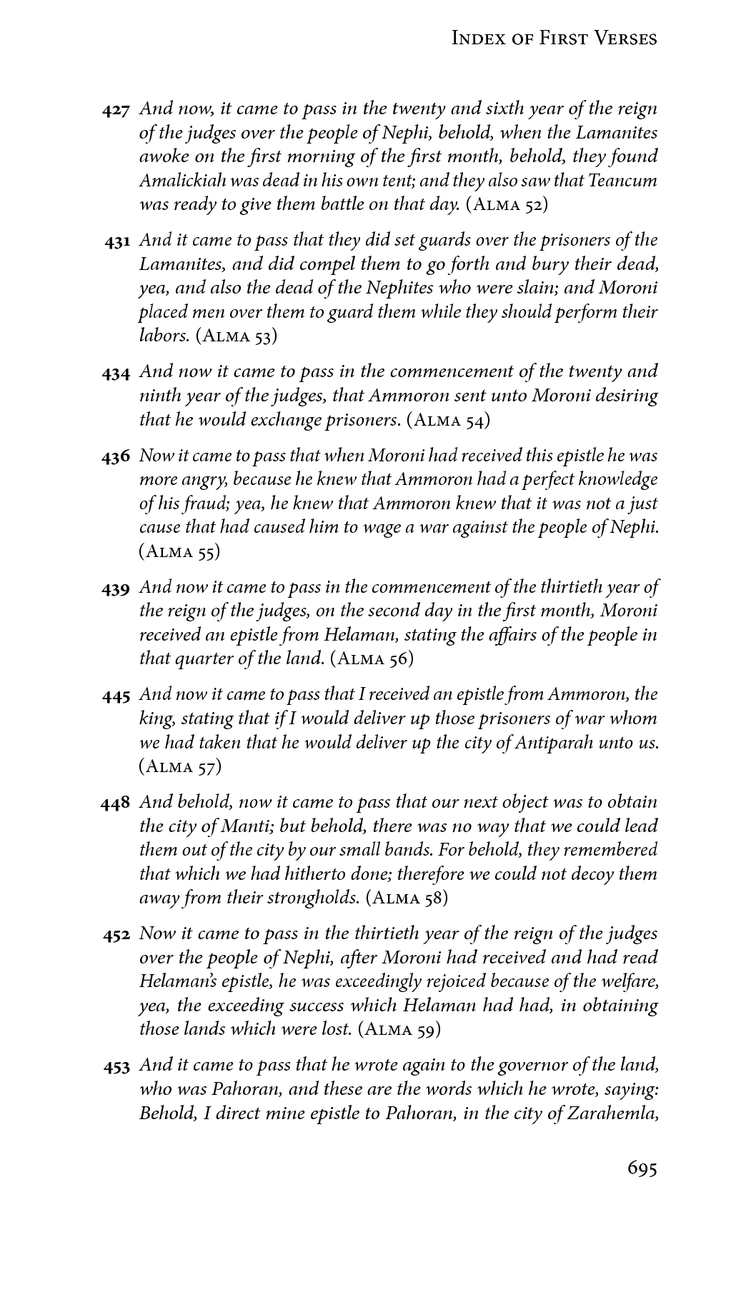 Index of First Verses
427 And now, it came to pass in the twenty and sixth year of the reign
of the judges over the people of Nephi, behold, when the Lamanites
awoke on the first morning of the first month, behold, they found
Amalickiah was dead in his own tent; and they also saw that Teancum
was ready to give them battle on that day. (Alma 52)
431 And it came to pass that they did set guards over the prisoners of the
Lamanites, and did compel them to go forth and bury their dead,
yea, and also the dead of the Nephites who were slain; and Moroni
placed men over them to guard them while they should perform their
labors. (Alma 53)
434 And now it came to pass in the commencement of the twenty and
ninth year of the judges, that Ammoron sent unto Moroni desiring
that he would exchange prisoners. (Alma 54)
436 Now it came to pass that when Moroni had received this epistle he was
more angry, because he knew that Ammoron had a perfect knowledge
of his fraud; yea, he knew that Ammoron knew that it was not a just
cause that had caused him to wage a war against the people of Nephi.
(Alma 55)
439 And now it came to pass in the commencement of the thirtieth year of
the reign of the judges, on the second day in the first month, Moroni
received an epistle from Helaman, stating the affairs of the people in
that quarter of the land. (Alma 56)
445 And now it came to pass that I received an epistle from Ammoron, the
king, stating that if I would deliver up those prisoners of war whom
we had taken that he would deliver up the city of Antiparah unto us.
(Alma 57)
448 And behold, now it came to pass that our next object was to obtain
the city of Manti; but behold, there was no way that we could lead
them out of the city by our small bands. For behold, they remembered
that which we had hitherto done; therefore we could not decoy them
away from their strongholds. (Alma 58)
452 Now it came to pass in the thirtieth year of the reign of the judges
over the people of Nephi, after Moroni had received and had read
Helaman's epistle, he was exceedingly rejoiced because of the welfare,
yea, the exceeding success which Helaman had had, in obtaining
those lands which were lost. (Alma 59)
453 And it came to pass that he wrote again to the governor of the land,
who was Pahoran, and these are the words which he wrote, saying:
Behold, I direct mine epistle to Pahoran, in the city of Zarahemla,
695